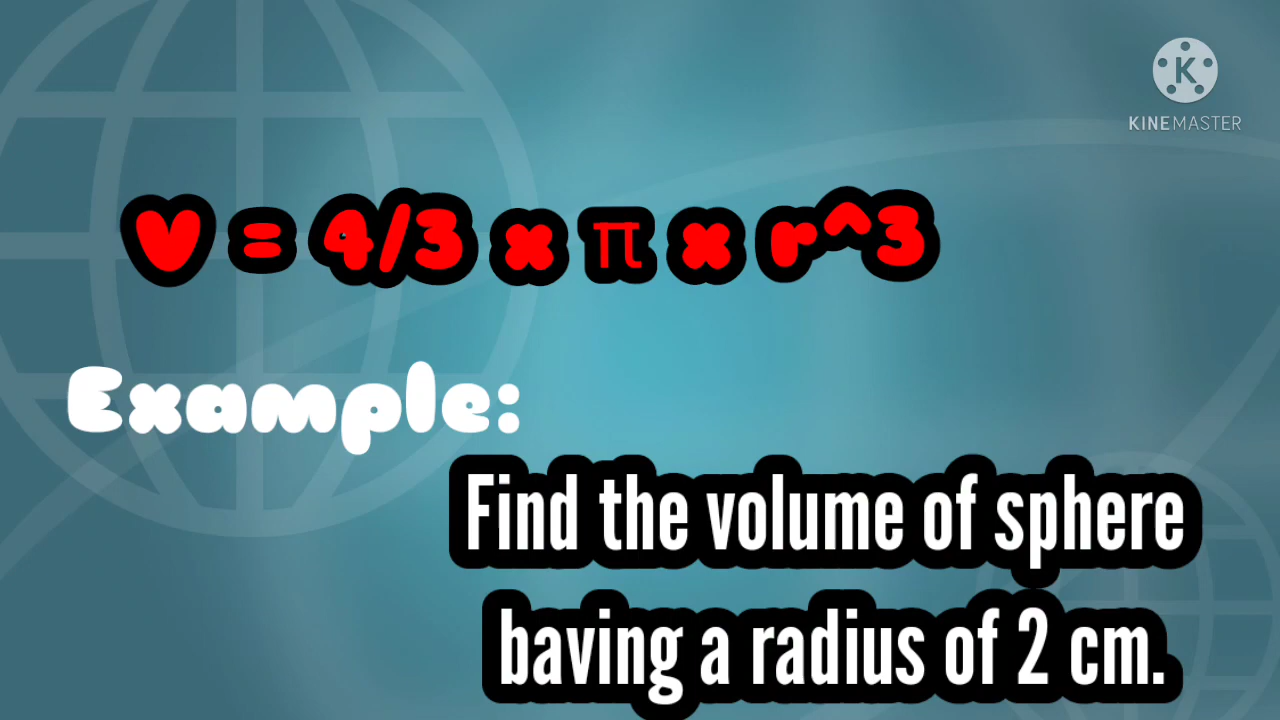 K
KINEMASTER
V = 4/3 x π x r^3
Example:
Find the volume of sphere
baving a radius of 2 cm.